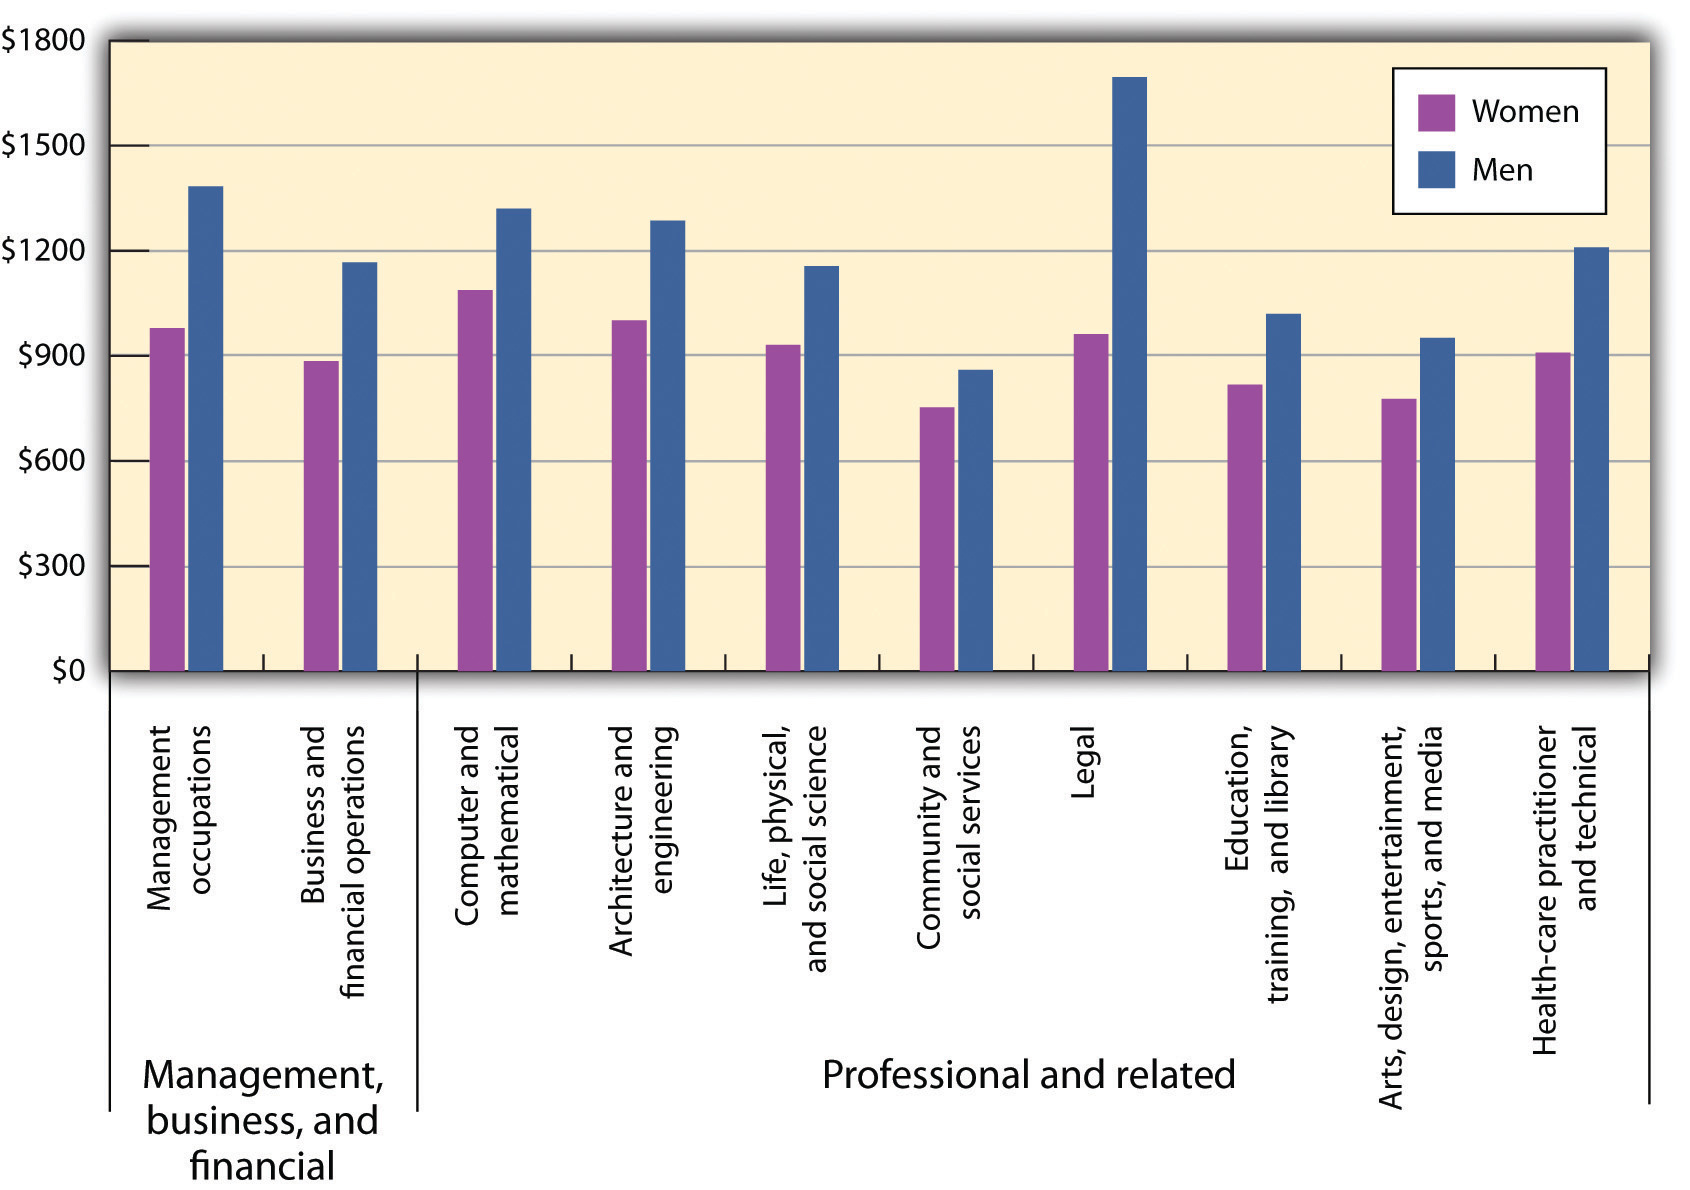 $1800
$1500
$1200
$900
$600
$300
$0
Women
Men
Management
occupations
Business and
financial operations
Computer and
mathematical
Architecture and
engineering
Life, physical,
and social science
Community and
social services
Legal
Education,
training, and library
Arts, design, entertainment,
sports, and media
Health-care practitioner
and technical
Management,
business, and
financial
Professional and related